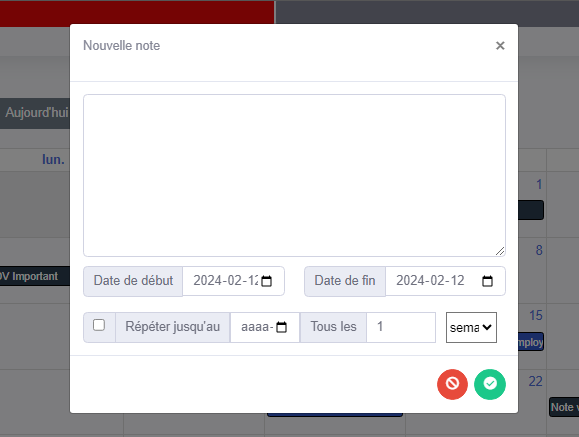 Nouvelle note ×
Aujourd'hui
lun.
1
OV Important
8
Date de début 2024-02-12 Date de fin 2024-02-12
Répéter jusqu'au aaaa- Tous les 1 sema
15
mploy
22
Note v